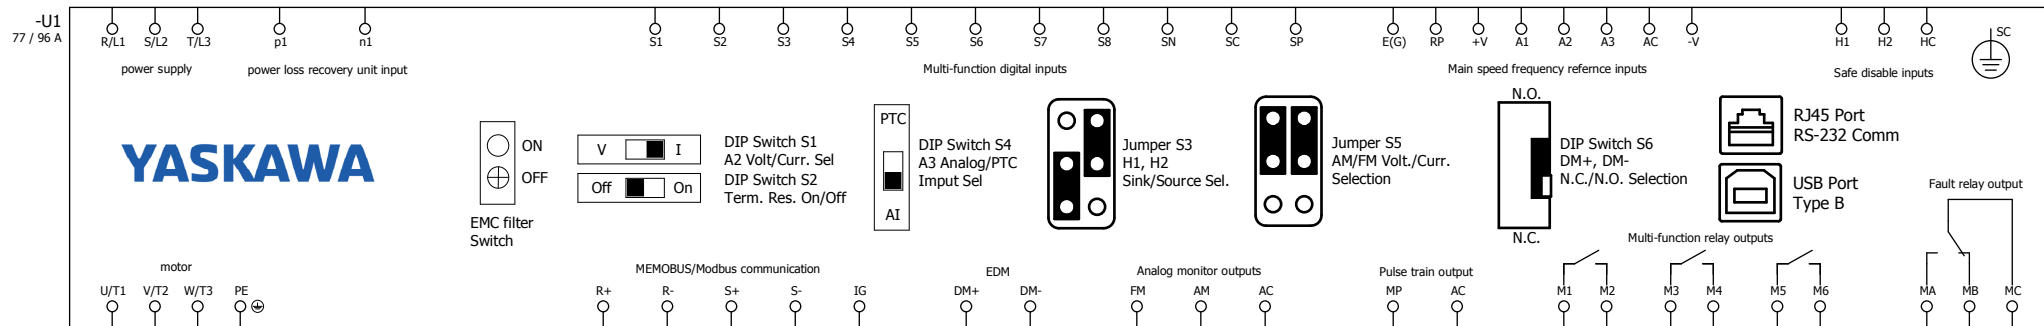 -U1
77 / 96 A
R/L1 S/L2 T/L3 p1 n1 S1 S2 S3 S4 S5 S6 S7 S8 SN SC SP E(G) RP +V A1 A2 A3 AC -V H1 H2 HC SC
power supply power loss recovery unit input Multi-function digital inputs Main speed frequency refernce inputs Safe disable inputs
YASKAWA
ON
OFF
EMC filter
Switch
V I
DIP Switch S1
A2 Volt/Curr. Sel
Off On
DIP Switch S2
Term. Res. On/Off
PTC
AI
DIP Switch S4
A3 Analog/PTC
Imput Sel
Jumper S3
H1, H2
Sink/Source Sel.
Jumper S5
AM/FM Volt./Curr.
Selection
N.O.
N.C.
DIP Switch S6
DM+, DM-
N.C./N.O. Selection
RJ45 Port
RS-232 Comm
USB Port
Type B
Fault relay output
Multi-function relay outputs
motor MEMOBUS/Modbus communication EDM Analog monitor outputs Pulse train output
U/T1 V/T2 W/T3 PE R+ R- S+ S- IG DM+ DM- FM AM AC MP AC M1 M2 M3 M4 M5 M6 MA MB MC